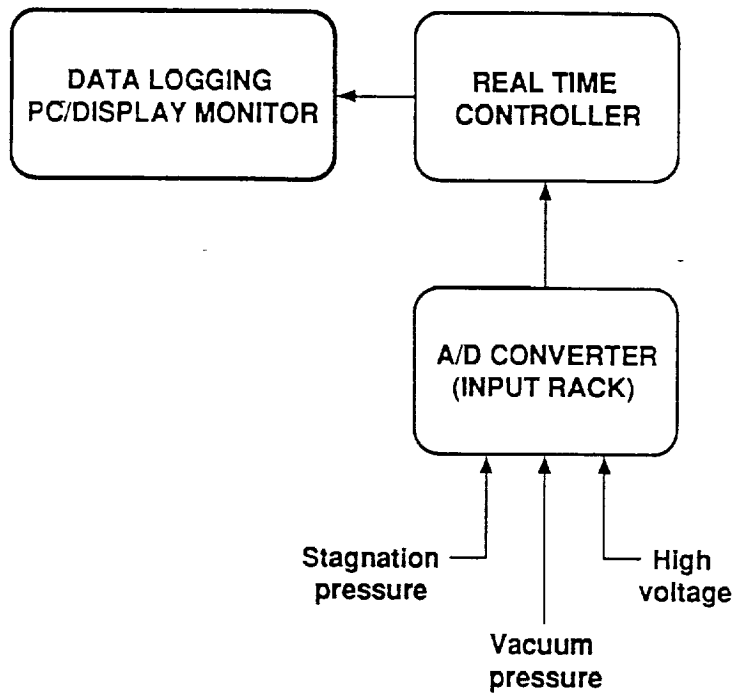 DATA LOGGING
PC/DISPLAY MONITOR
REAL TIME
CONTROLLER
A/D CONVERTER
(INPUT RACK)
Stagnation
pressure
High
voltage
Vacuum
pressure